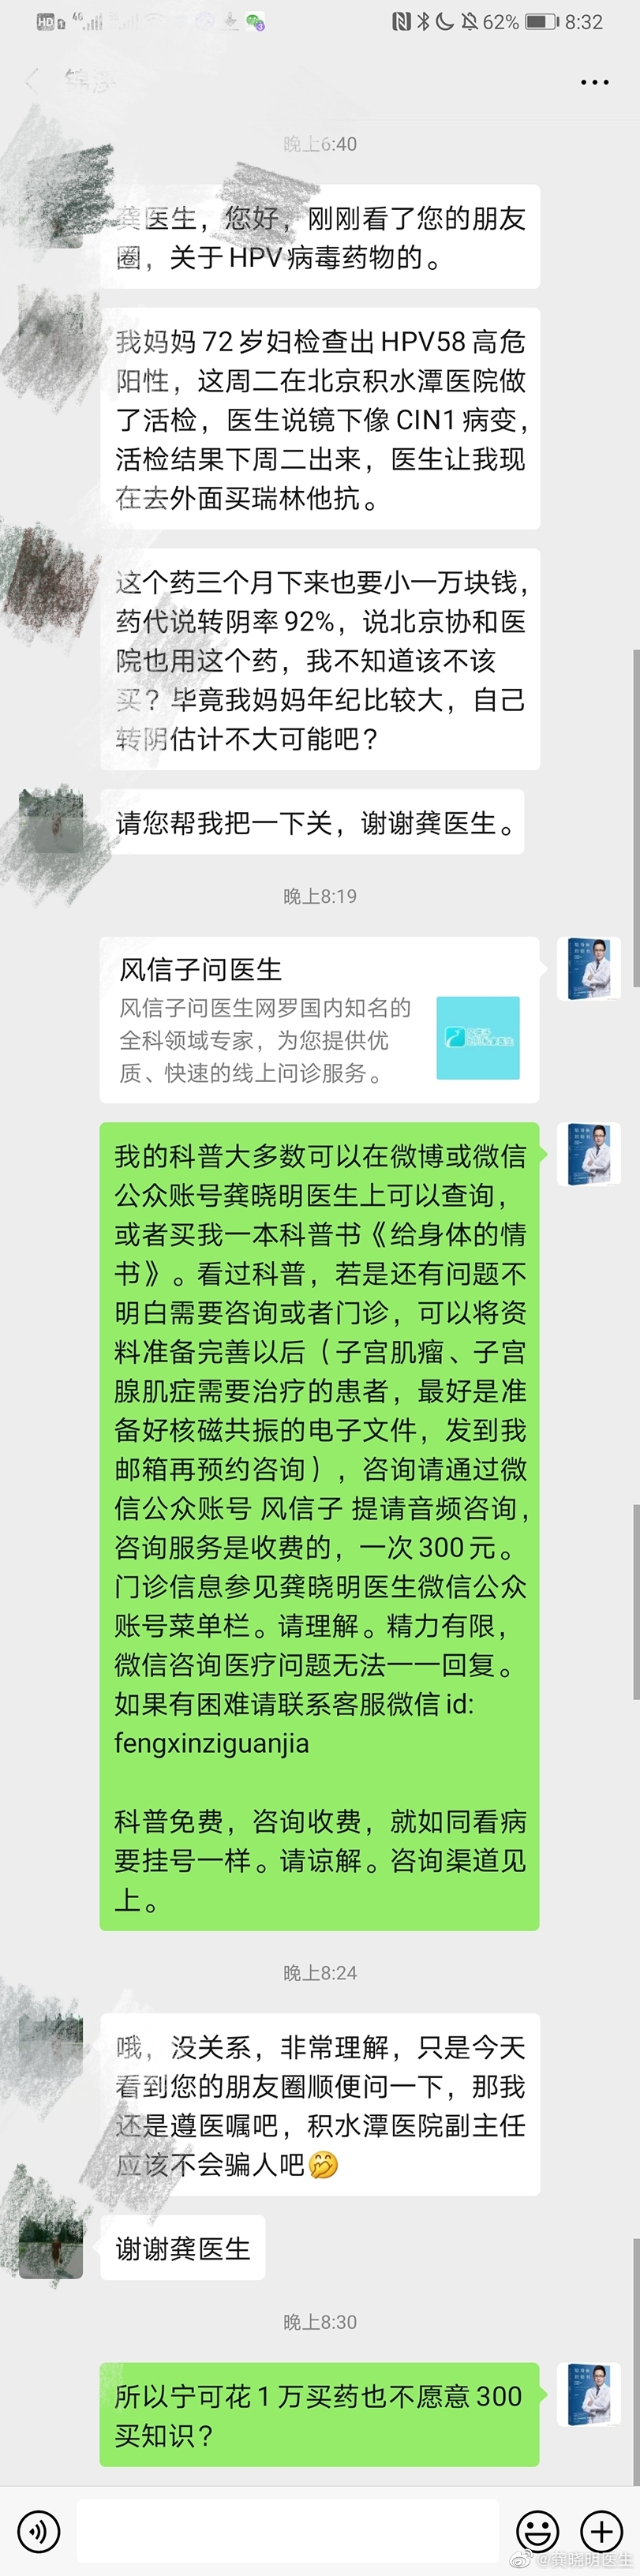 HD 4G 62% 8:32
晚上6:40
龚医生，您好，刚刚看了您的朋友
圈，关于HPV病毒药物的。
我妈妈72岁妇检查出HPV58高危
阳性，这周二在北京积水潭医院做
了活检，医生说镜下像CIN1病变，
活检结果下周二出来，医生让我现
在去外面买瑞林他抗。
这个药三个月下来也要小一万块钱，
药代说转阴率92%，说北京协和医
院也用这个药，我不知道该不该
买？毕竟我妈妈年纪比较大，自己
转阴估计不大可能吧？
请您帮我把一下关，谢谢龚医生。
晚上8:19
风信子问医生
风信子问医生网罗国内知名的
全科领域专家，为您提供优
质、快速的线上问诊服务。
我的科普大多数可以在微博或微信
公众账号龚晓明医生上可以查询，
或者买我一本科普书《给身体的情
书》。看过科普，若是还有问题不
明白需要咨询或者门诊，可以将资
料准备完善以后（子宫肌瘤、子宫
腺肌症需要治疗的患者，最好是准
备好核磁共振的电子文件，发到我
邮箱再预约咨询），咨询请通过微
信公众账号 风信子 提请音频咨询，
咨询服务是收费的，一次300元。
门诊信息参见龚晓明医生微信公众
账号菜单栏。请理解。精力有限，
微信咨询医疗问题无法一一回复。
如果有困难请联系客服微信id:
fengxinziguanjia
科普免费，咨询收费，就如同看病
要挂号一样。请谅解。咨询渠道见
上。
晚上8:24
哦，没关系，非常理解，只是今天
看到您的朋友圈顺便问一下，那我
还是遵医嘱吧，积水潭医院副主任
应该不会骗人吧🤭
谢谢龚医生
晚上8:30
所以宁可花1万买药也不愿意300
买知识？
@龚晓明医生